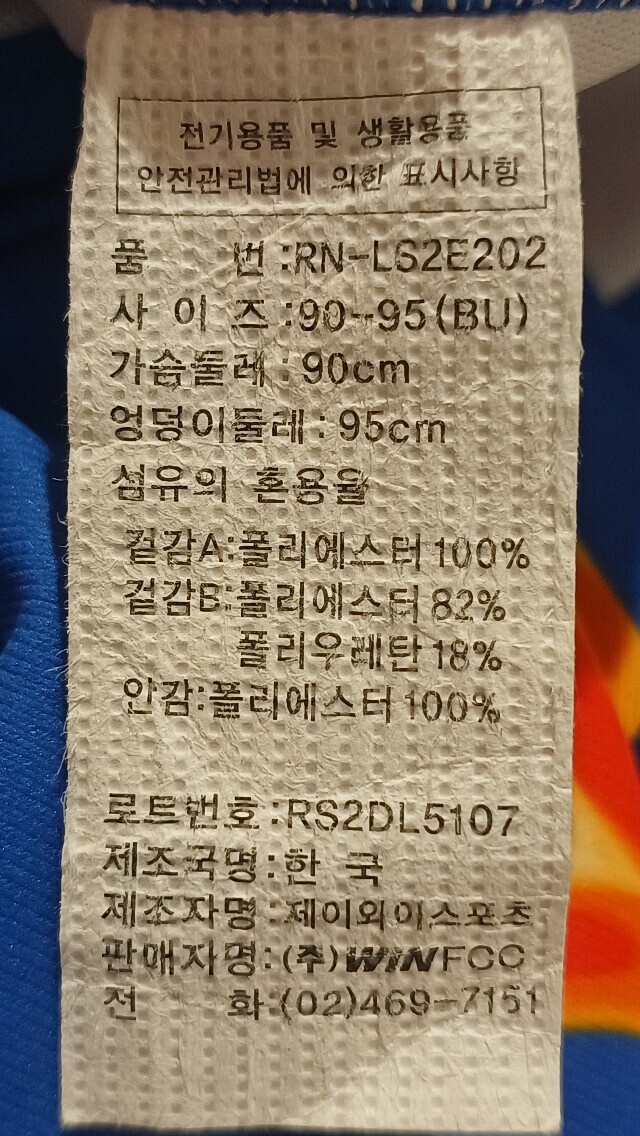 전기용품 및 생활용품
안전관리법에 의한 표시사항
품 번:RN-LS2E202
사 이 즈:90-95(BU)
가슴둘레:90cm
엉덩이둘레:95cm
섬유의 혼용율
겉감A:폴리에스터100%
겉감B:폴리에스터82%
폴리우레탄18%
안감:폴리에스터100%
로트번호:RS2DL5107
제조국명:한 국
제조자명:제이와이스포츠
판매자명:(주)WINFCC
전 화:(02)469-7151